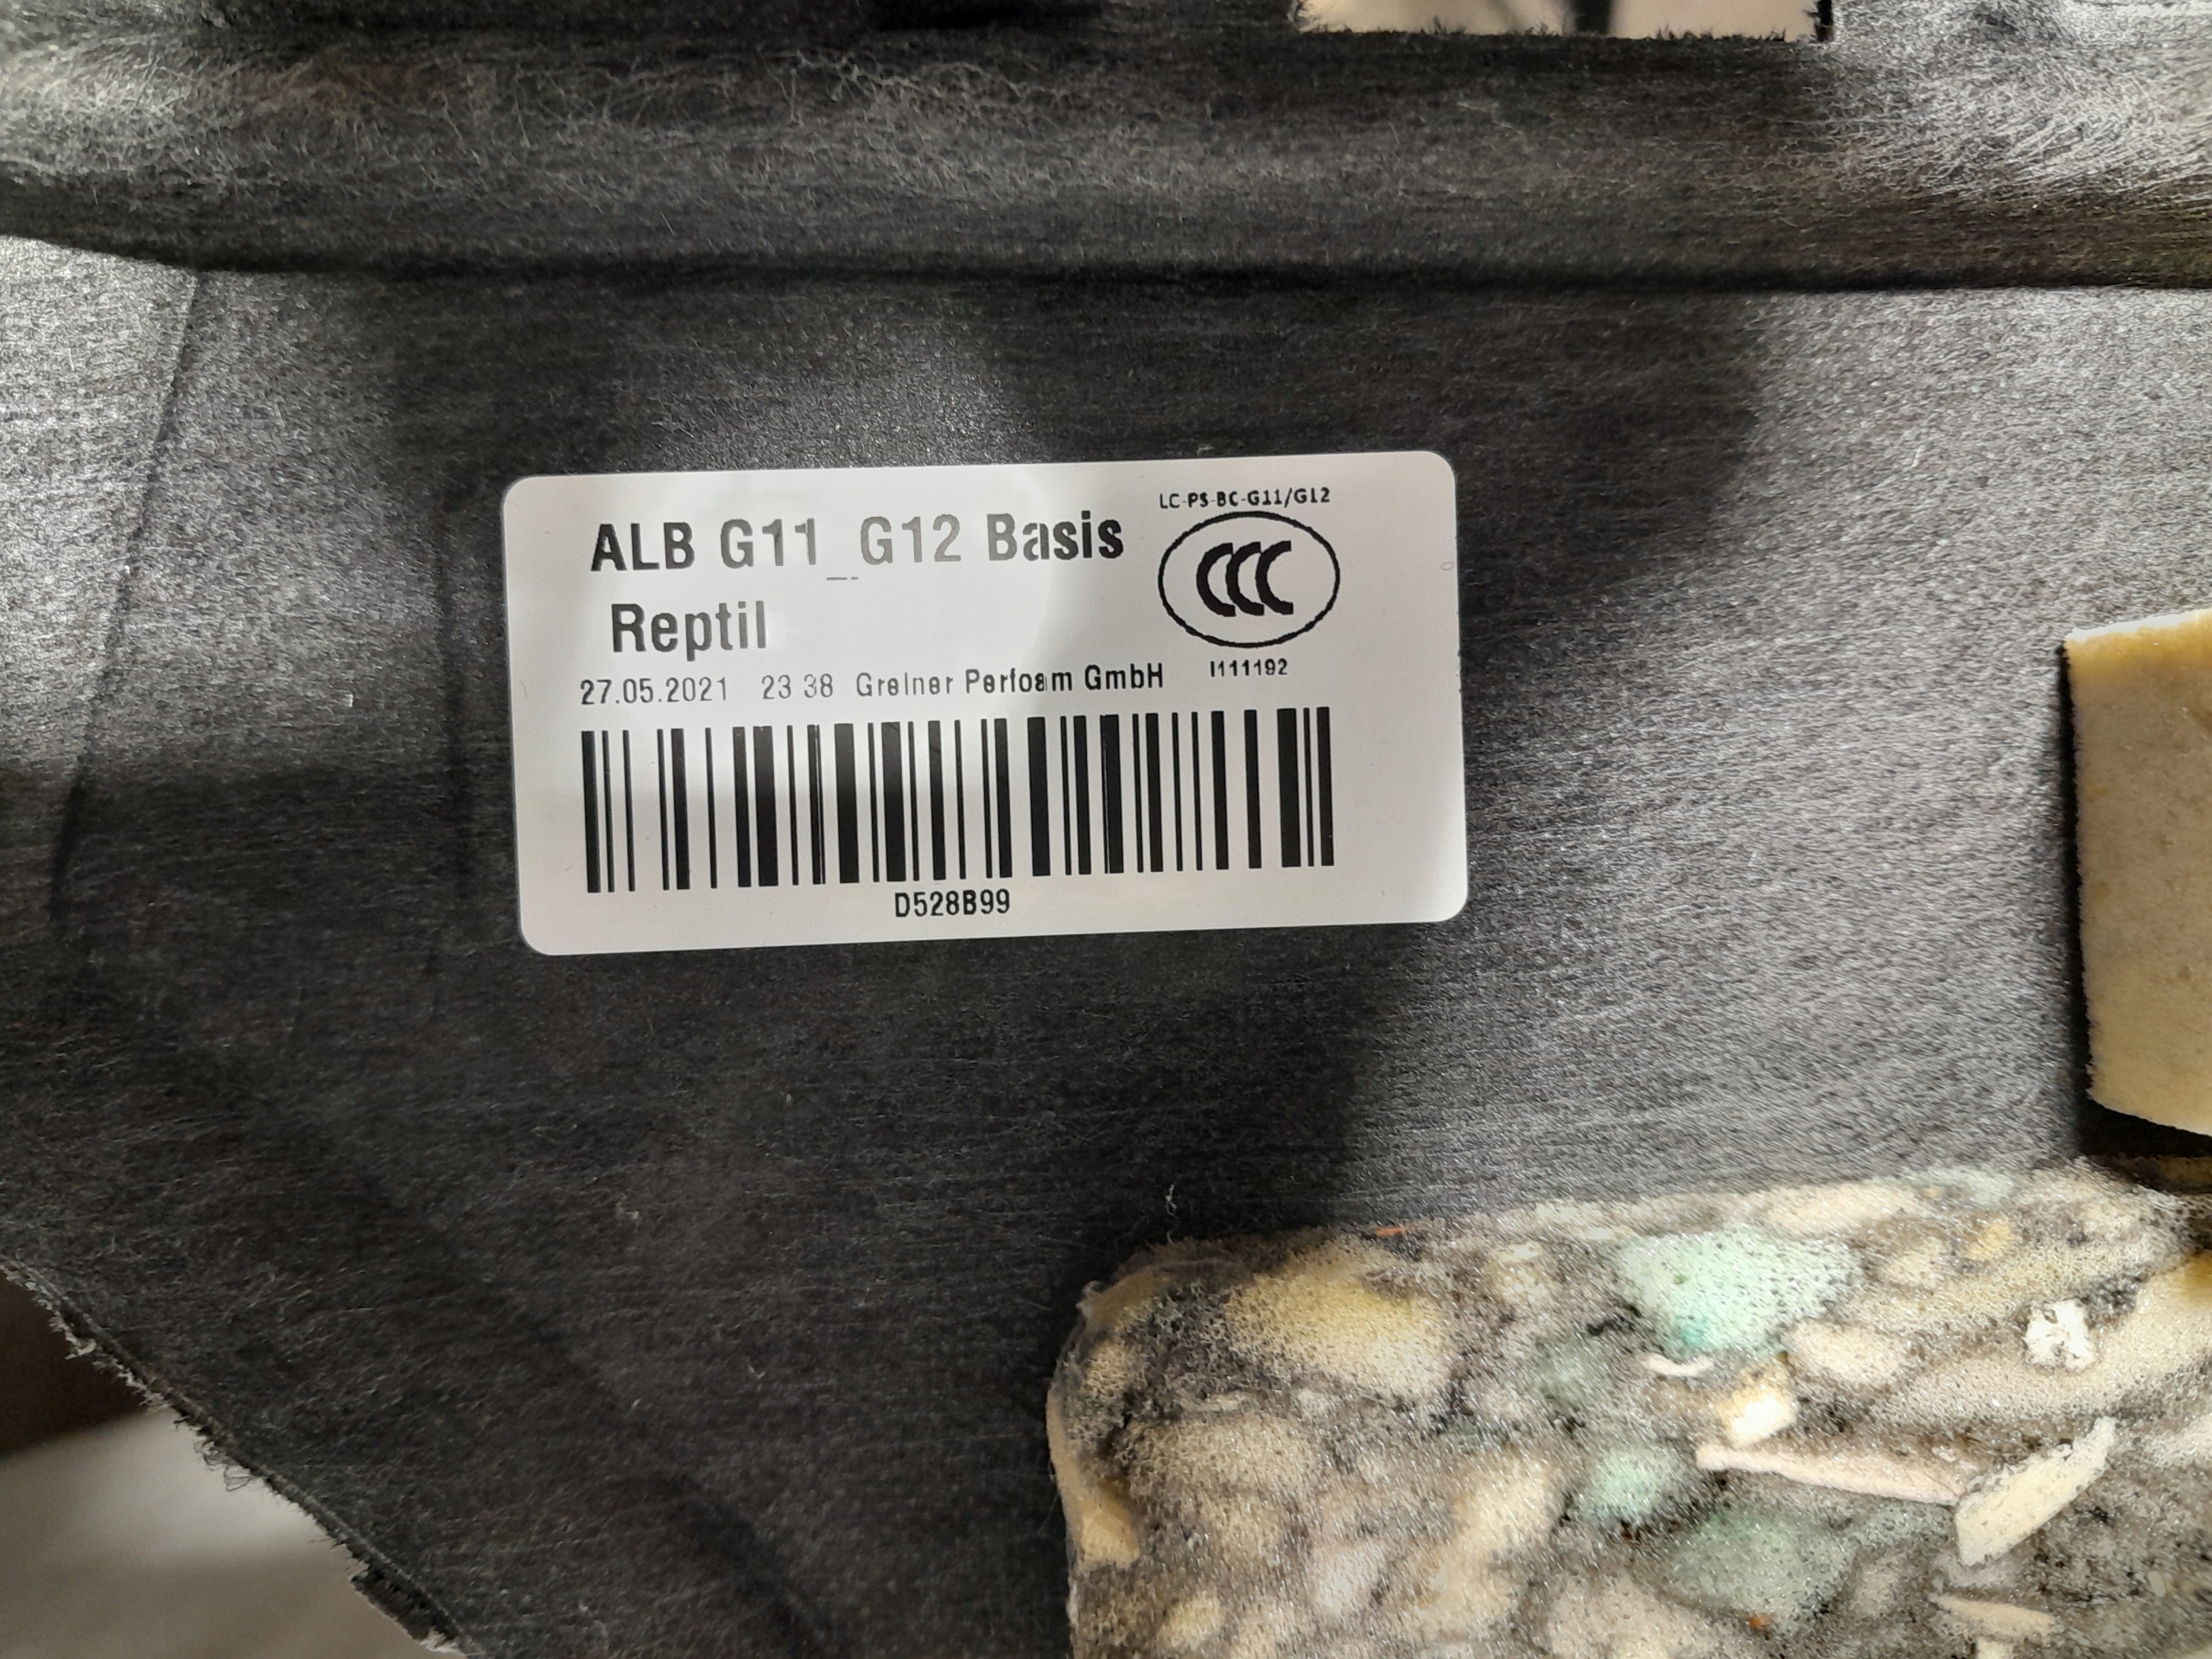 LC-PS-BC-G11/G12
ALB G11_G12 Basis
Reptil
CCC
27.05.2021 23 38 Greiner Perfoam GmbH
I111192
D528B99